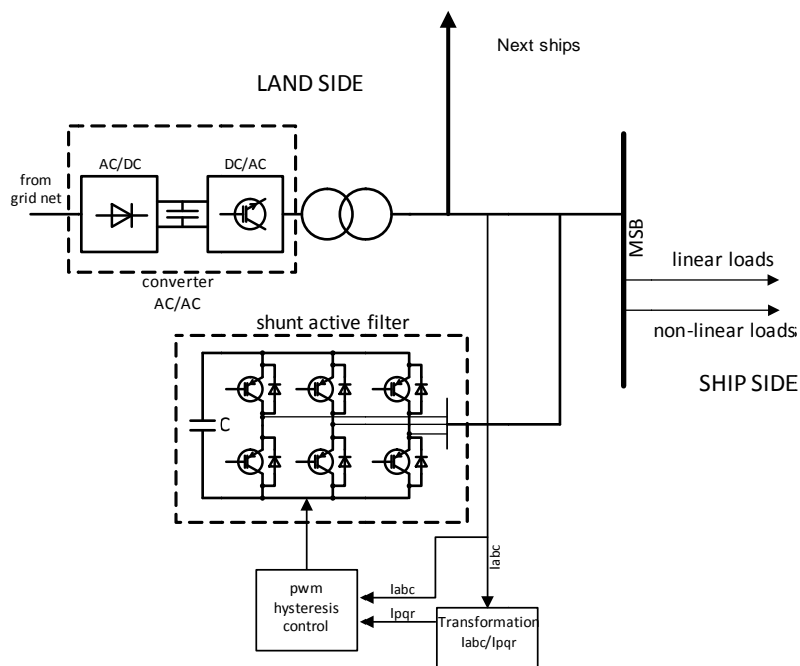 Next ships
LAND SIDE
AC/DC
DC/AC
from
grid net
converter
AC/AC
MSB
linear loads
non-linear loads
SHIP SIDE
shunt active filter
C
Iabc
pwm
hysteresis
control
Iabc
Ipqr
Transformation
Iabc/Ipqr